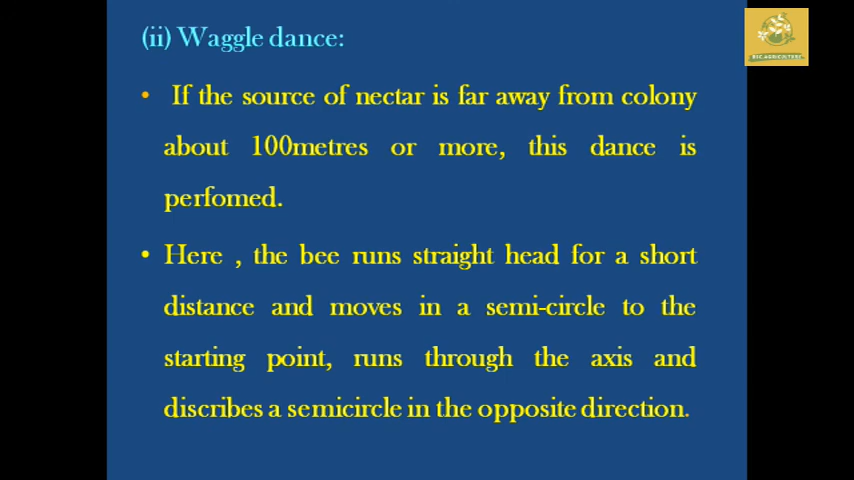 (ii) Waggle dance:
• If the source of nectar is far away from colony
about 100metres or more, this dance is
perfomed.
• Here , the bee runs straight head for a short
distance and moves in a semi-circle to the
starting point, runs through the axis and
discribes a semicircle in the opposite direction.
BSC.AGRICULTURE